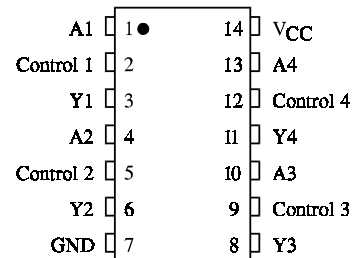 A1 1 14 VCC
Control 1 2 13 A4
Y1 3 12 Control 4
A2 4 11 Y4
Control 2 5 10 A3
Y2 6 9 Control 3
GND 7 8 Y3